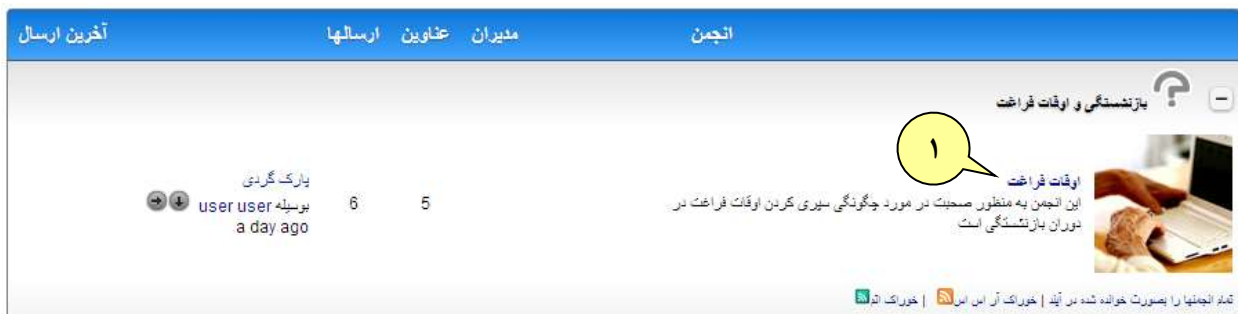 انجمن مدیران عناوین ارسالها آخرین ارسال
بازنشستگی و اوقات فراغت
۱
اوقات فراغت
این انجمن به منظور صحبت در مورد چگونگی سپری کردن اوقات فراغت در
دوران بازنشستگی است
5
6
پارک گردی
بوسیله user user
a day ago
تمام انجمنها را بصورت خوانده شده در آیند | خوراک آر اس اس | خوراک اتم